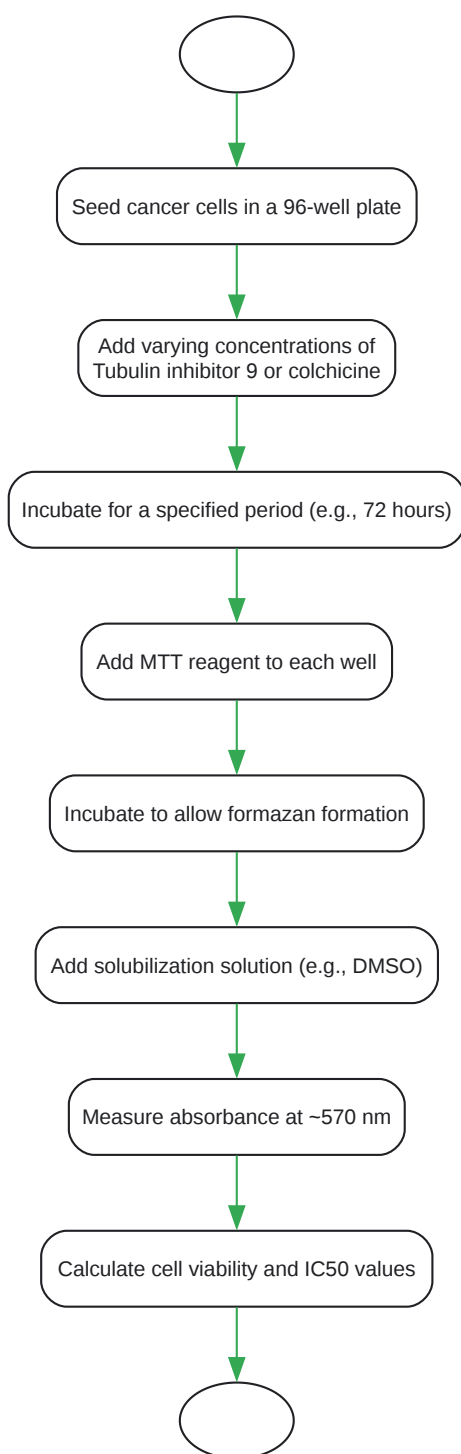 Seed cancer cells in a 96-well plate
Add varying concentrations of
Tubulin inhibitor 9 or colchicine
Incubate for a specified period (e.g., 72 hours)
Add MTT reagent to each well
Incubate to allow formazan formation
Add solubilization solution (e.g., DMSO)
Measure absorbance at ~570 nm
Calculate cell viability and IC50 values